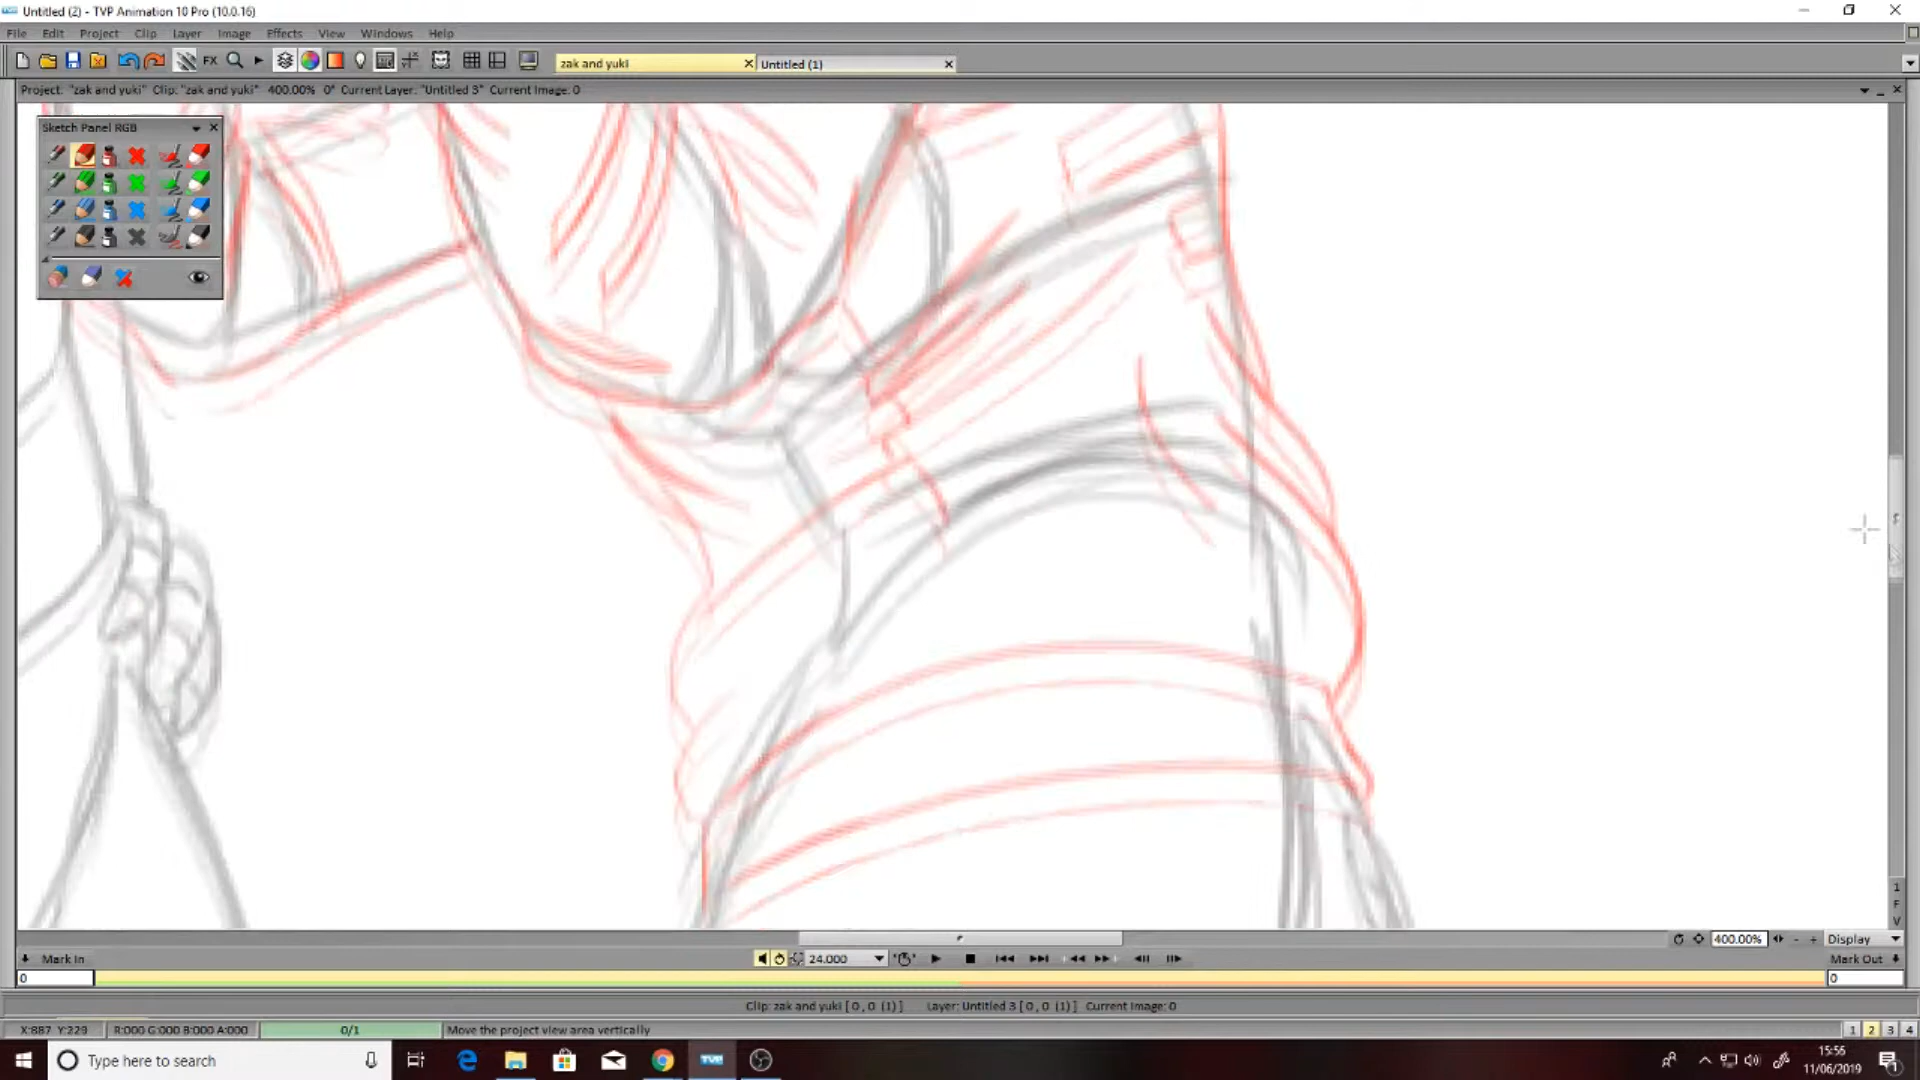 Untitled (2) - TVP Animation 10 Pro (10.0.16)
File Edit Project Clip Layer Image Effects View Windows Help
FX zak and yuki Untitled (1)
Project: "zak and yuki" Clip: "zak and yuki" 400.00% 0° Current Layer: "Untitled 3" Current Image: 0
Sketch Panel RGB
1
F
V
400.00% - + Display
Mark In 24.000 Mark Out
0 0
Clip: zak and yuki [ 0 , 0 (1) ] Layer: Untitled 3 [ 0 , 0 (1) ] Current Image: 0
X:887 Y:229 R:000 G:000 B:000 A:000 0/1 Move the project view area vertically 1 2 3 4
Type here to search TVP 15:56
11/06/2019 1